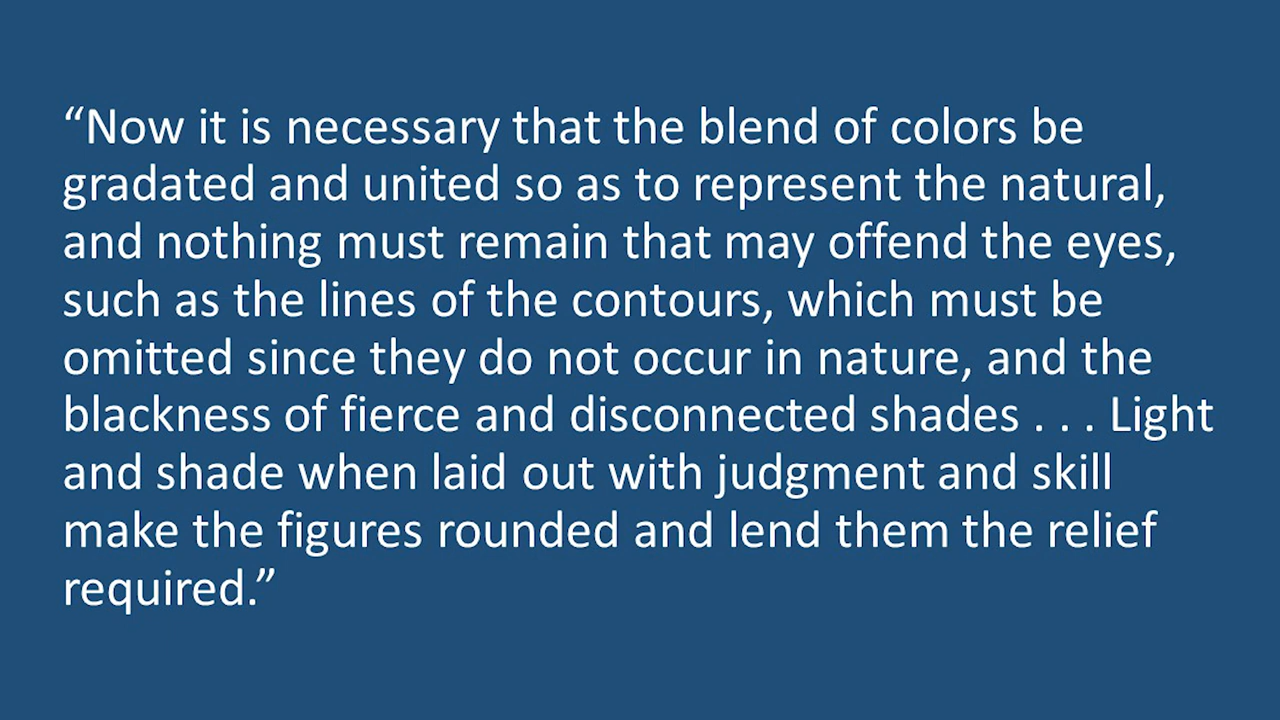 “Now it is necessary that the blend of colors be
gradated and united so as to represent the natural,
and nothing must remain that may offend the eyes,
such as the lines of the contours, which must be
omitted since they do not occur in nature, and the
blackness of fierce and disconnected shades . . . Light
and shade when laid out with judgment and skill
make the figures rounded and lend them the relief
required.”